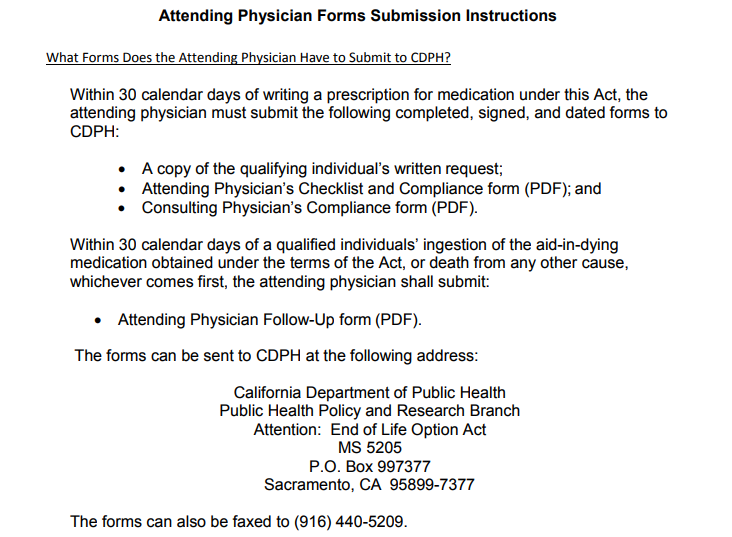 Attending Physician Forms Submission Instructions
What Forms Does the Attending Physician Have to Submit to CDPH?
Within 30 calendar days of writing a prescription for medication under this Act, the
attending physician must submit the following completed, signed, and dated forms to
CDPH:
• A copy of the qualifying individual's written request;
• Attending Physician's Checklist and Compliance form (PDF); and
• Consulting Physician's Compliance form (PDF).
Within 30 calendar days of a qualified individuals' ingestion of the aid-in-dying
medication obtained under the terms of the Act, or death from any other cause,
whichever comes first, the attending physician shall submit:
• Attending Physician Follow-Up form (PDF).
The forms can be sent to CDPH at the following address:
California Department of Public Health
Public Health Policy and Research Branch
Attention: End of Life Option Act
MS 5205
P.O. Box 997377
Sacramento, CA 95899-7377
The forms can also be faxed to (916) 440-5209.